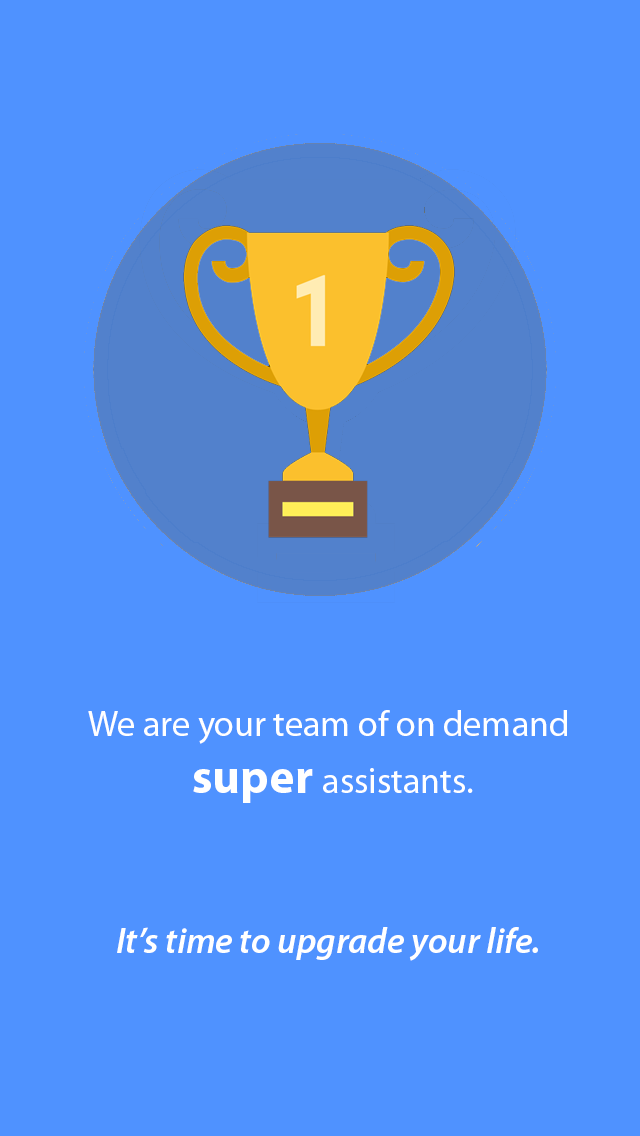 1
We are your team of on demand
super assistants.
It's time to upgrade your life.